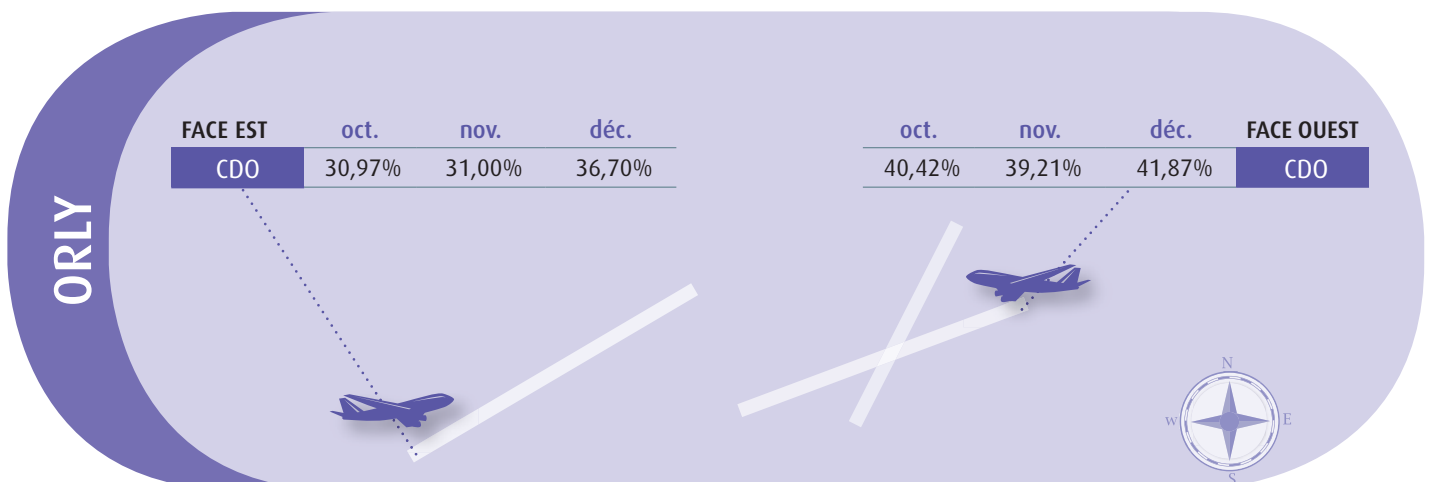 ORLY
FACE EST oct. nov. déc.
CDO 30,97% 31,00% 36,70%
oct. nov. déc. FACE OUEST
40,42% 39,21% 41,87% CDO
N
W E
S